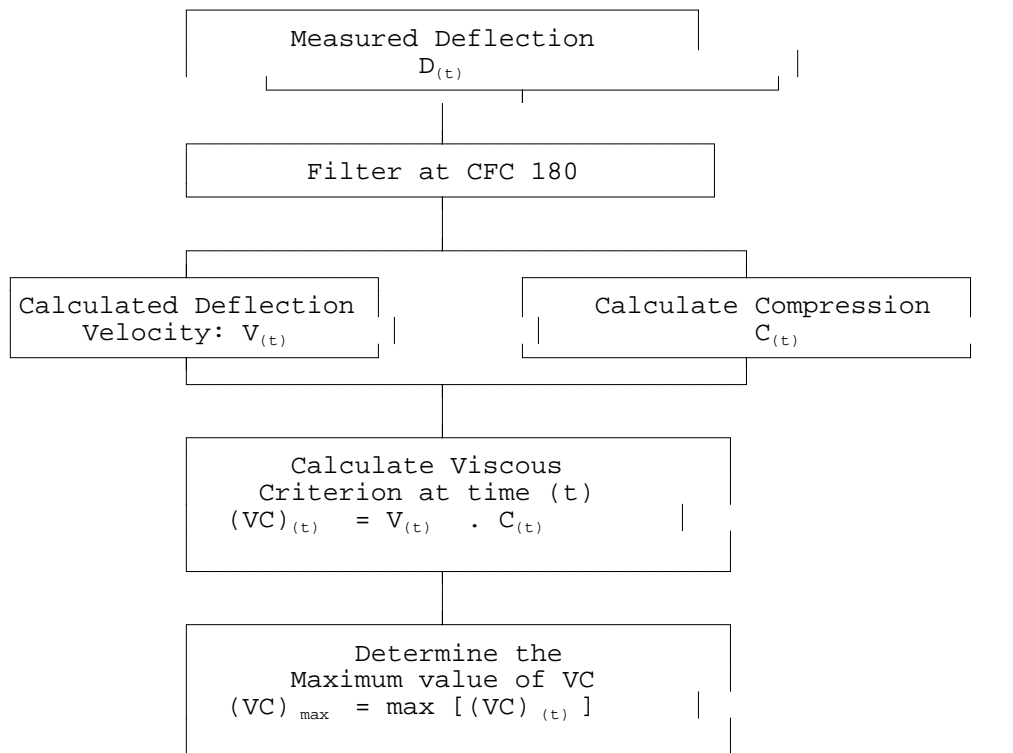 Measured Deflection
D(t)
Filter at CFC 180
Calculated Deflection
Velocity: V(t)
Calculate Compression
C(t)
Calculate Viscous
Criterion at time (t)
(VC)(t) = V(t) . C(t)
Determine the
Maximum value of VC
(VC) max = max [(VC) (t) ]